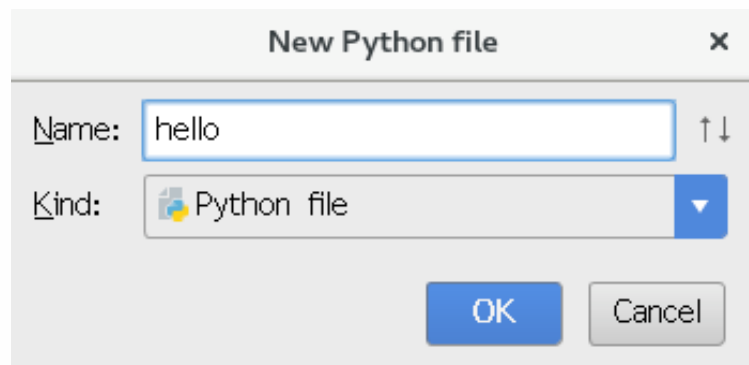 New Python file ×
Name: hello ↑↓
Kind: Python file
OK Cancel